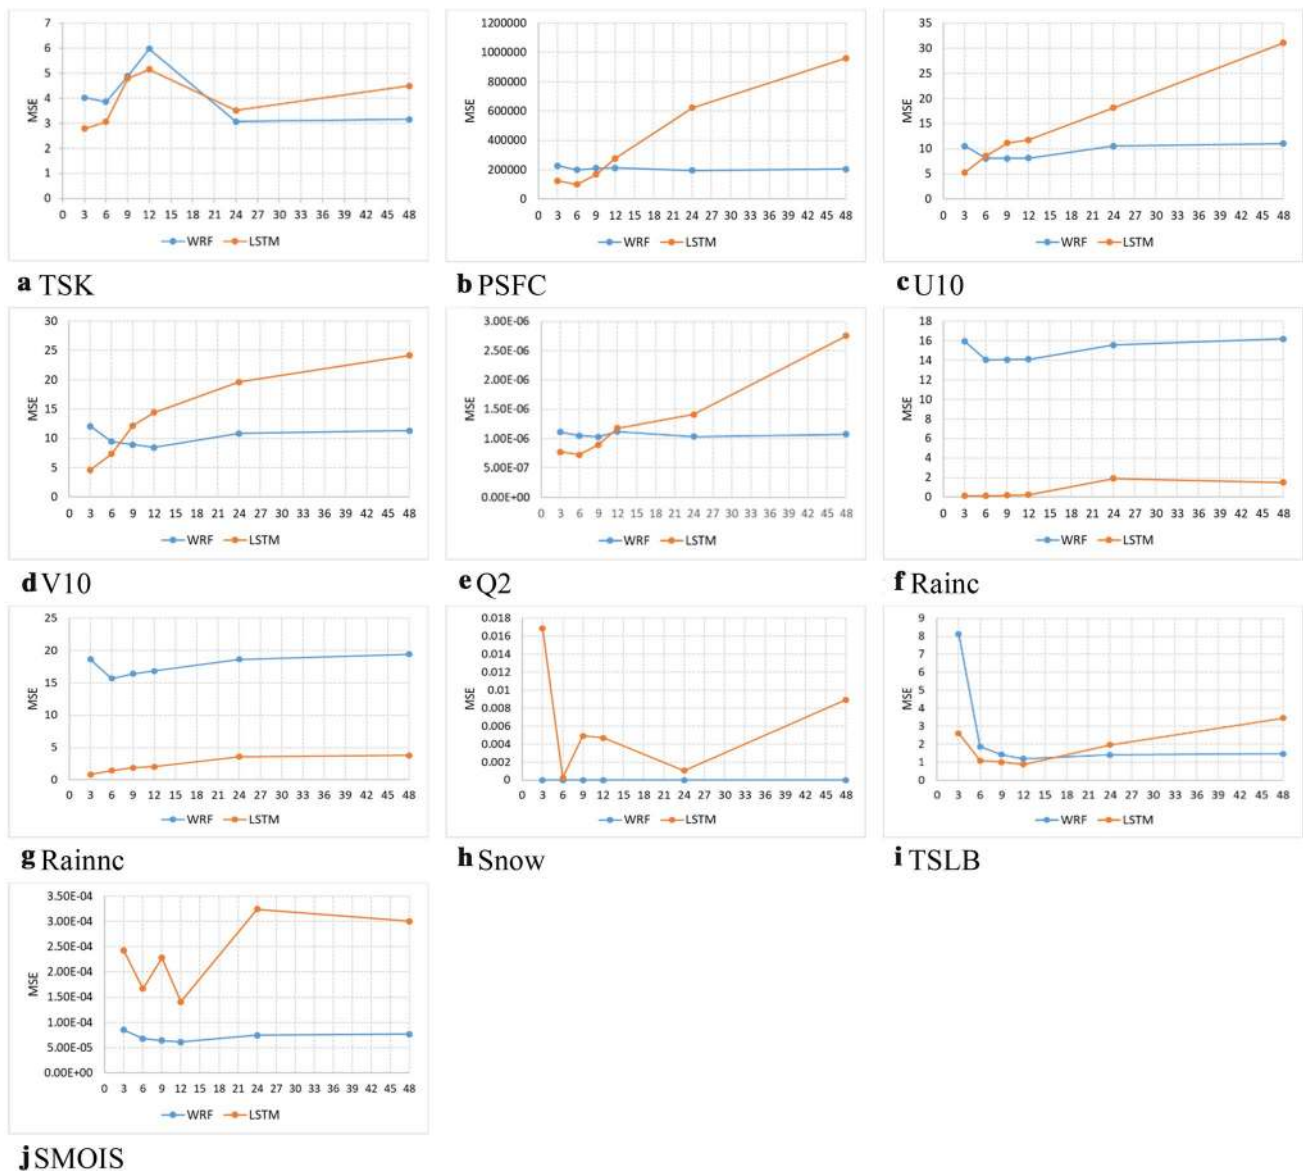 7
6
5
4
3
2
1
0
MSE
0 3 6 9 12 15 18 21 24 27 30 33 36 39 42 45 48
WRF LSTM
a TSK
1200000
1000000
800000
600000
400000
200000
0
MSE
0 3 6 9 12 15 18 21 24 27 30 33 36 39 42 45 48
WRF LSTM
b PSFC
35
30
25
20
15
10
5
0
MSE
0 3 6 9 12 15 18 21 24 27 30 33 36 39 42 45 48
WRF LSTM
c U10
30
25
20
15
10
5
0
MSE
0 3 6 9 12 15 18 21 24 27 30 33 36 39 42 45 48
WRF LSTM
d V10
3.00E-06
2.50E-06
2.00E-06
1.50E-06
1.00E-06
5.00E-07
0.00E+00
MSE
0 3 6 9 12 15 18 21 24 27 30 33 36 39 42 45 48
WRF LSTM
e Q2
18
16
14
12
10
8
6
4
2
0
MSE
0 3 6 9 12 15 18 21 24 27 30 33 36 39 42 45 48
WRF LSTM
f Rainc
25
20
15
10
5
0
MSE
0 3 6 9 12 15 18 21 24 27 30 33 36 39 42 45 48
WRF LSTM
g Rainnc
0.018
0.016
0.014
0.012
0.01
0.008
0.006
0.004
0.002
0
MSE
0 3 6 9 12 15 18 21 24 27 30 33 36 39 42 45 48
WRF LSTM
h Snow
9
8
7
6
5
4
3
2
1
0
MSE
0 3 6 9 12 15 18 21 24 27 30 33 36 39 42 45 48
WRF LSTM
i TSLB
3.50E-04
3.00E-04
2.50E-04
2.00E-04
1.50E-04
1.00E-04
5.00E-05
0.00E+00
MSE
0 3 6 9 12 15 18 21 24 27 30 33 36 39 42 45 48
WRF LSTM
j SMOIS